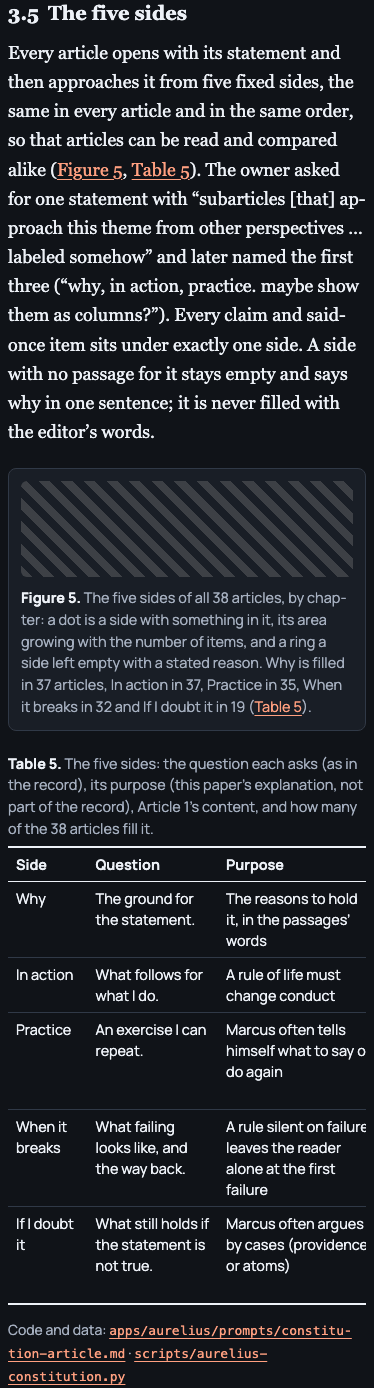 3.5 The five sides
Every article opens with its statement and
then approaches it from five fixed sides, the
same in every article and in the same order,
so that articles can be read and compared
alike (Figure 5, Table 5). The owner asked
for one statement with “subarticles [that] ap-
proach this theme from other perspectives ...
labeled somehow” and later named the first
three (“why, in action, practice. maybe show
them as columns?”). Every claim and said-
once item sits under exactly one side. A side
with no passage for it stays empty and says
why in one sentence; it is never filled with
the editor’s words.
Figure 5. The five sides of all 38 articles, by chap-
ter: a dot is a side with something in it, its area
growing with the number of items, and a ring a
side left empty with a stated reason. Why is filled
in 37 articles, In action in 37, Practice in 35, When
it breaks in 32 and If I doubt it in 19 (Table 5).
Table 5. The five sides: the question each asks (as in
the record), its purpose (this paper’s explanation, not
part of the record), Article 1’s content, and how many
of the 38 articles fill it.
Side Question Purpose
Why The ground for The reasons to hold
the statement. it, in the passages’
words
In action What follows for A rule of life must
what I do. change conduct
Practice An exercise I can Marcus often tells
repeat. himself what to say o
do again
When it What failing A rule silent on failure
breaks looks like, and leaves the reader
the way back. alone at the first
failure
If I doubt What still holds if Marcus often argues
it the statement is by cases (providence
not true. or atoms)
Code and data: apps/aurelius/prompts/constitu-
tion-article.md · scripts/aurelius-
constitution.py